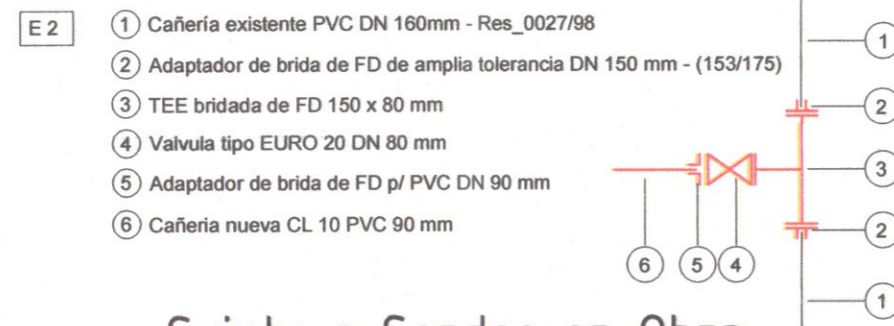 E 2
1 Cañería existente PVC DN 160mm - Res_0027/98
2 Adaptador de brida de FD de amplia tolerancia DN 150 mm - (153/175)
3 TEE bridada de FD 150 x 80 mm
4 Valvula tipo EURO 20 DN 80 mm
5 Adaptador de brida de FD p/ PVC DN 90 mm
6 Cañeria nueva CL 10 PVC 90 mm
1
2
3
2
6 5 4
1